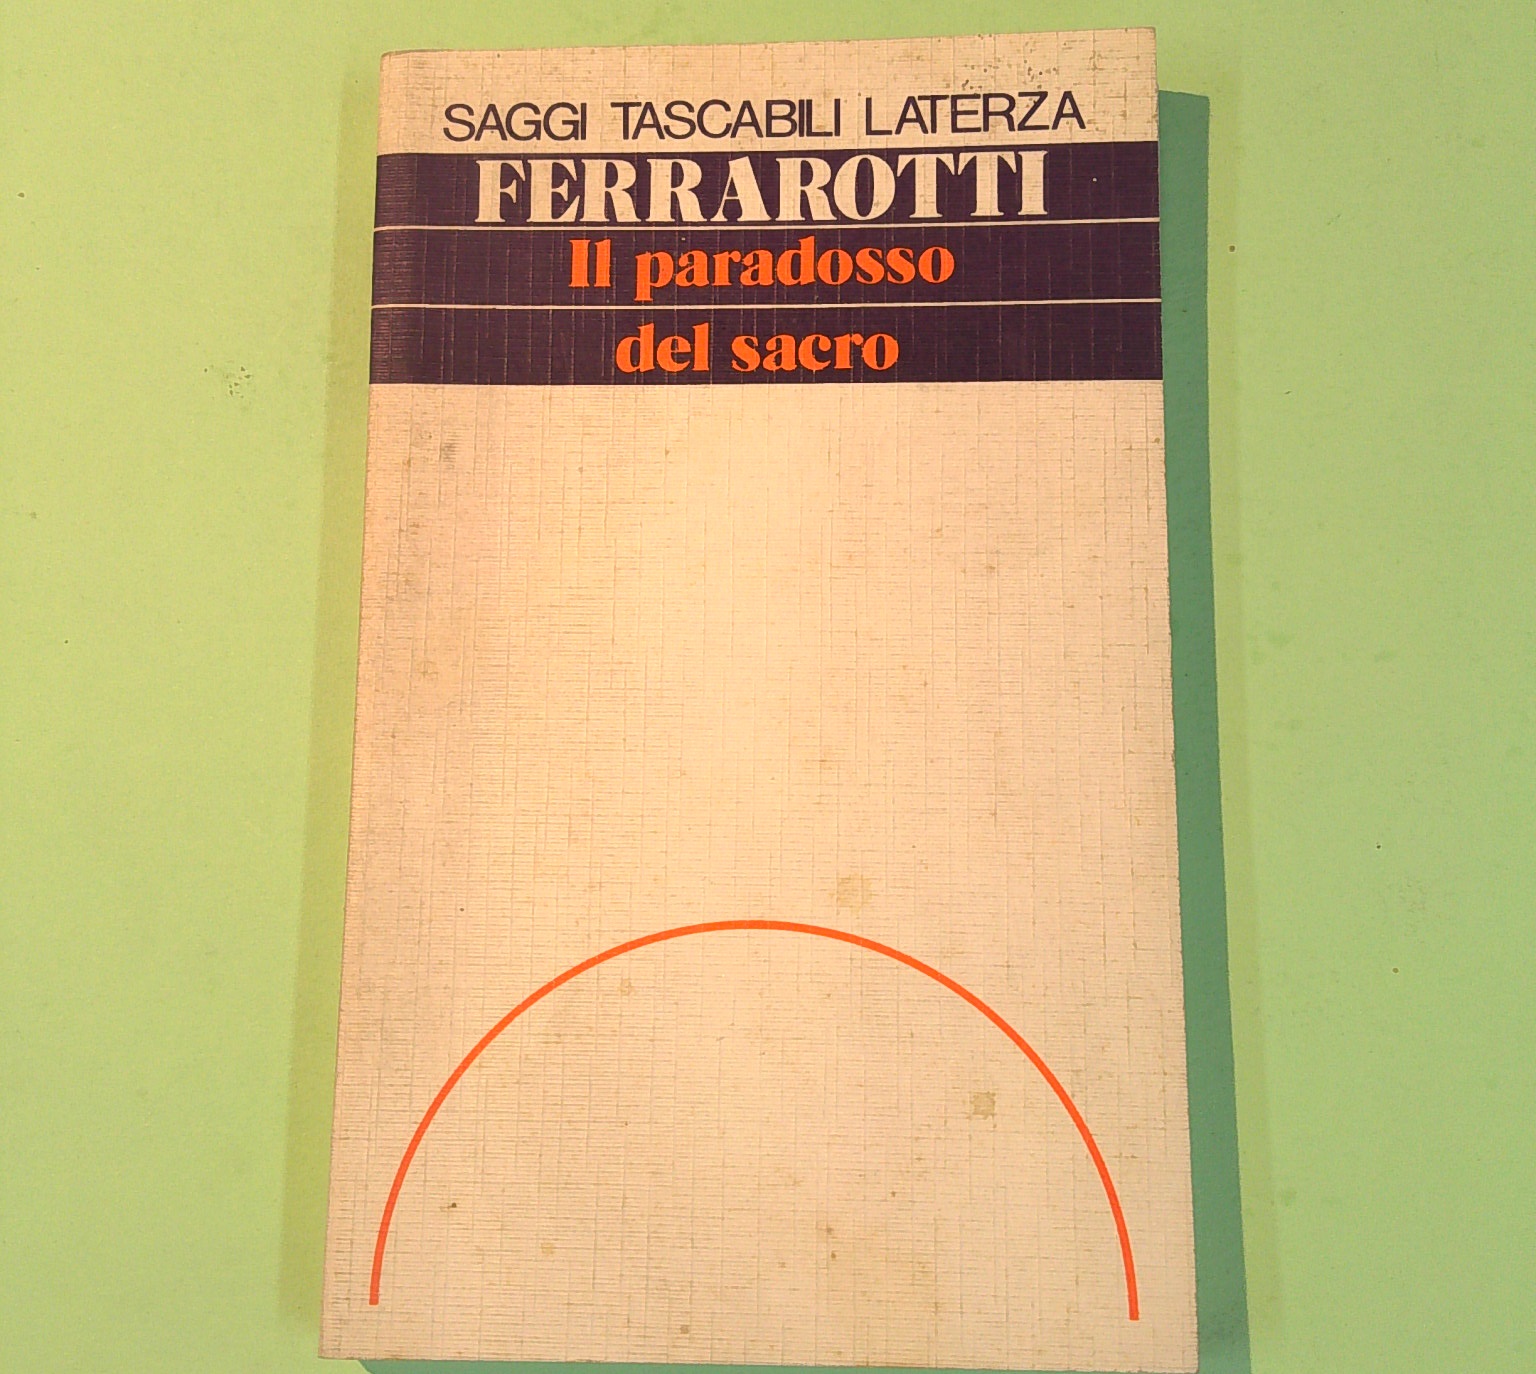 SAGGI TASCABILI LATERZA
FERRAROTTI
Il paradosso
del sacro